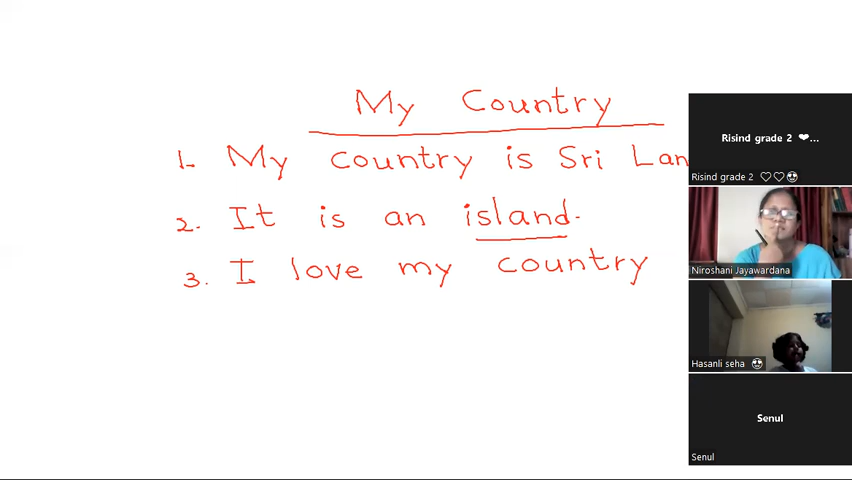 My Country
1. My country is Sri Lan
2. It is an island.
3. I love my country
Risind grade 2 ❤...
Risind grade 2 ♡♡😍
Niroshani Jayawardana
Hasanli seha 😍
Senul
Senul